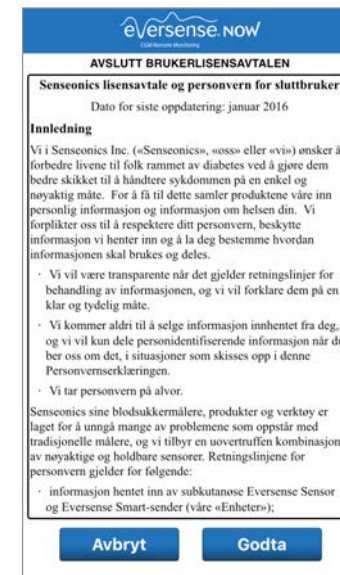 eversense.NOW
CGM Remote Monitoring
AVSLUTT BRUKERLISENSAVTALEN
Senseonics lisensavtale og personvern for sluttbruker
Dato for siste oppdatering: januar 2016
Innledning
Vi i Senseonics Inc. («Senseonics», «oss» eller «vi») ønsker å
forbedre livene til folk rammet av diabetes ved å gjøre dem
bedre skikket til å håndtere sykdommen på en enkel og
nøyaktig måte. For å få til dette samler produktene våre inn
personlig informasjon og informasjon om helsen din. Vi
forplikter oss til å respektere ditt personvern, beskytte
informasjon vi henter inn og å la deg bestemme hvordan
informasjonen skal brukes og deles.
· Vi vil være transparente når det gjelder retningslinjer for
behandling av informasjonen, og vi vil forklare dem på en
klar og tydelig måte.
· Vi kommer aldri til å selge informasjon innhentet fra deg,
og vi vil kun dele personidentifiserende informasjon når du
ber oss om det, i situasjoner som skisses opp i denne
Personvernserklæringen.
· Vi tar personvern på alvor.
Senseonics sine blodsukkermålere, produkter og verktøy er
laget for å unngå mange av problemene som oppstår med
tradisjonelle målere, og vi tilbyr en uovertruffen kombinasjon
av nøyaktige og holdbare sensorer. Retningslinjene for
personvern gjelder for følgende:
· informasjon hentet inn av subkutanøse Eversense Sensor
og Eversense Smart-sender (våre «Enheter»);
Avbryt
Godta